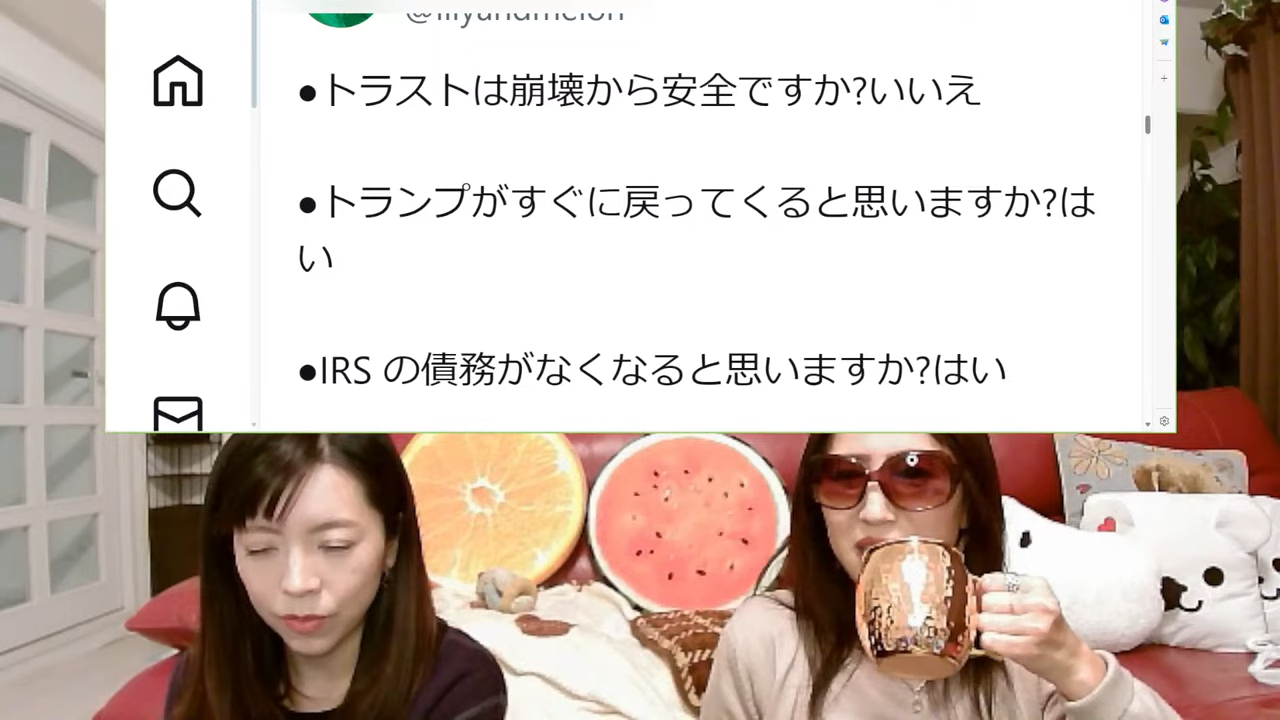 ●トラストは崩壊から安全ですか?いいえ
●トランプがすぐに戻ってくると思いますか?は
い
●IRS の債務がなくなると思いますか?はい